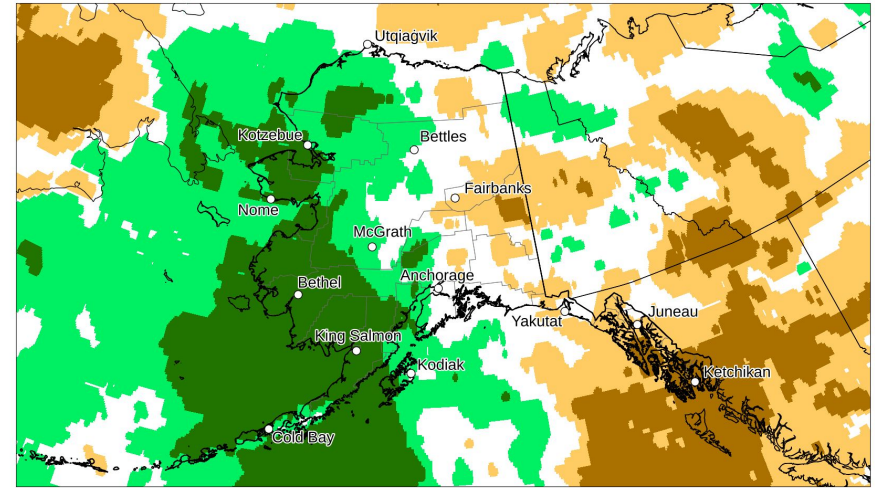 Utqiaġvik
Kotzebue
Bettles
Fairbanks
Nome
McGrath
Anchorage
Bethel
Yakutat
Juneau
King Salmon
Kodiak
Ketchikan
Cold Bay